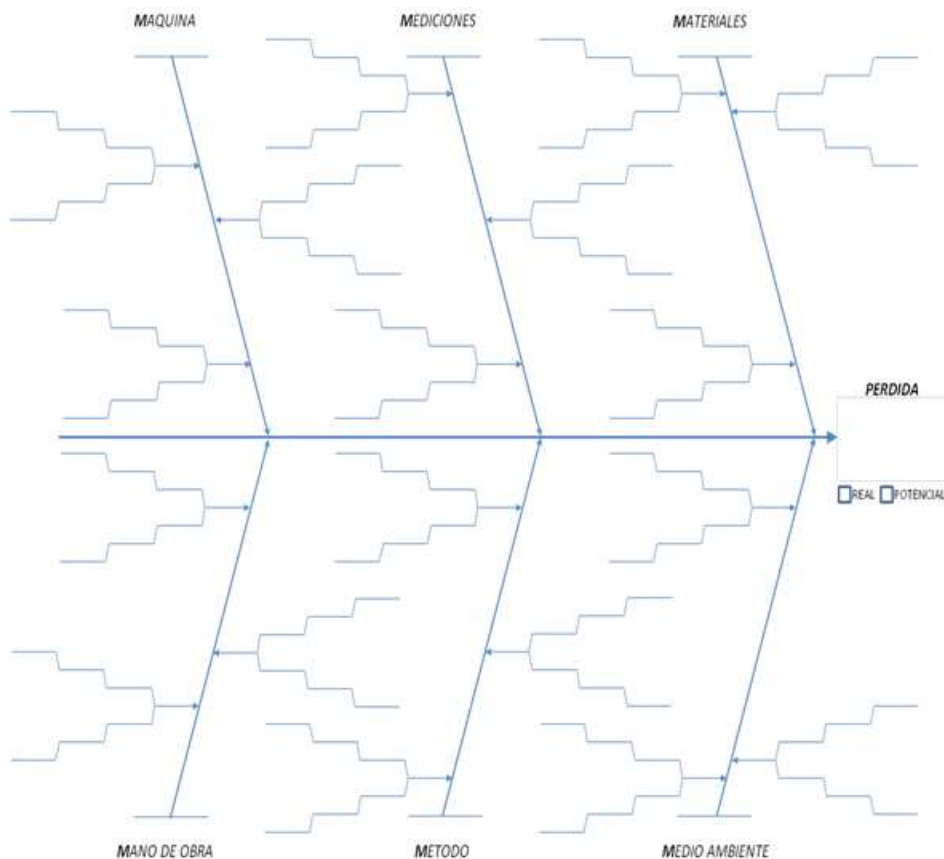 MAQUINA
MEDICIONES
MATERIALES
PERDIDA
REAL POTENCIAL
MANO DE OBRA
METODO
MEDIO AMBIENTE